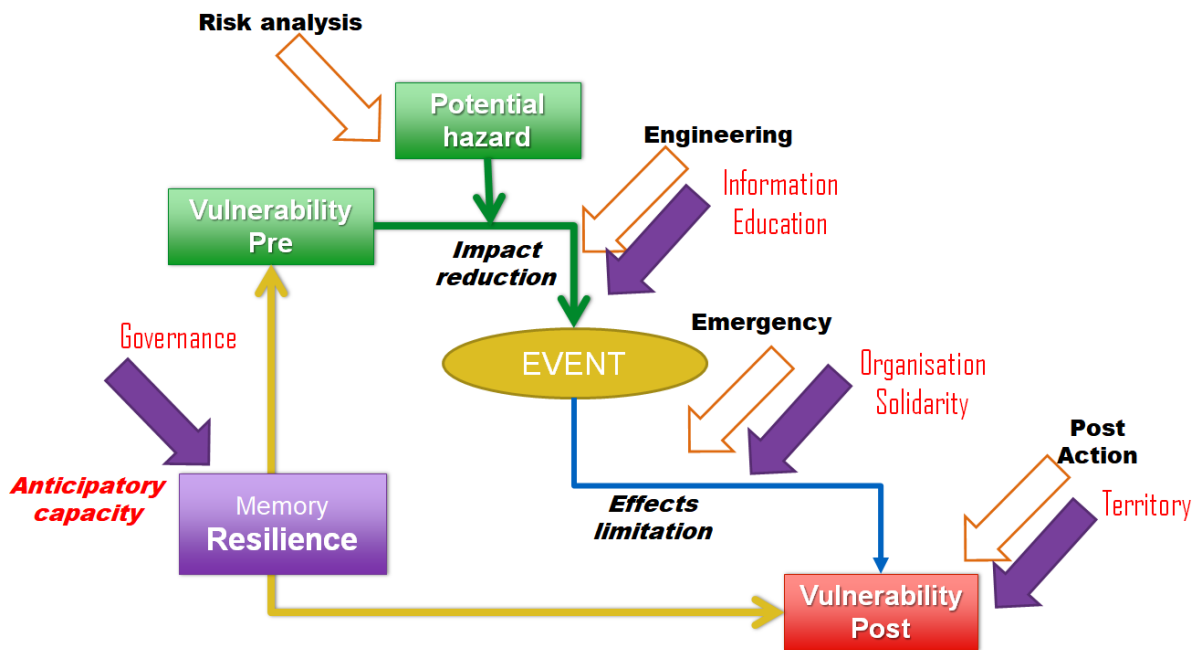 Risk analysis
Potential
hazard
Engineering
Information
Education
Vulnerability
Pre
Impact
reduction
Governance
Emergency
EVENT
Organisation
Solidarity
Post
Action
Anticipatory
capacity
Memory
Resilience
Effects
limitation
Territory
Vulnerability
Post